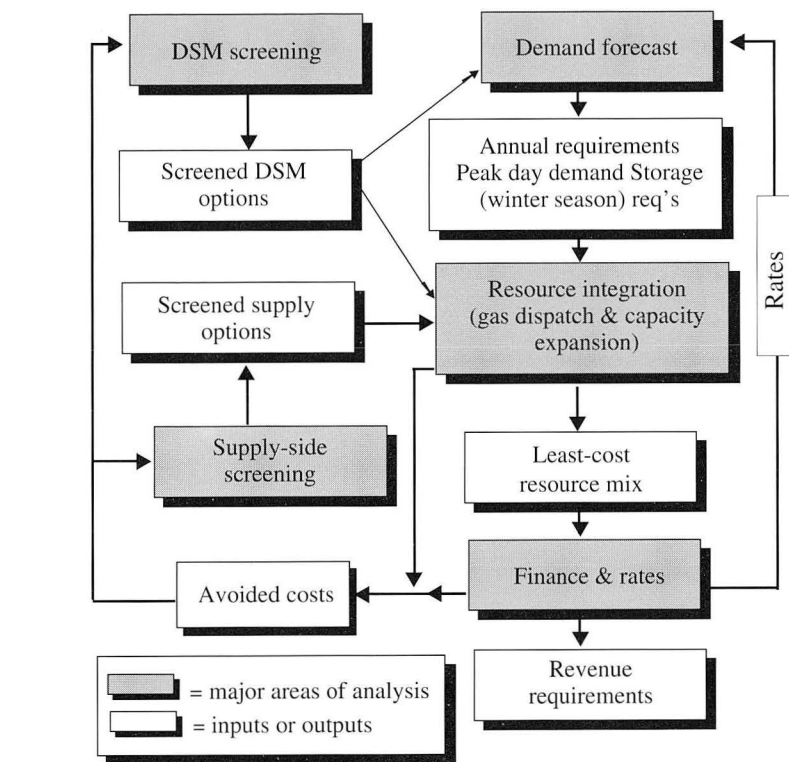 DSM screening
Demand forecast
Screened DSM
options
Annual requirements
Peak day demand Storage
(winter season) req's
Rates
Screened supply
options
Resource integration
(gas dispatch & capacity
expansion)
Supply-side
screening
Least-cost
resource mix
Avoided costs
Finance & rates
Revenue
requirements
= major areas of analysis
= inputs or outputs